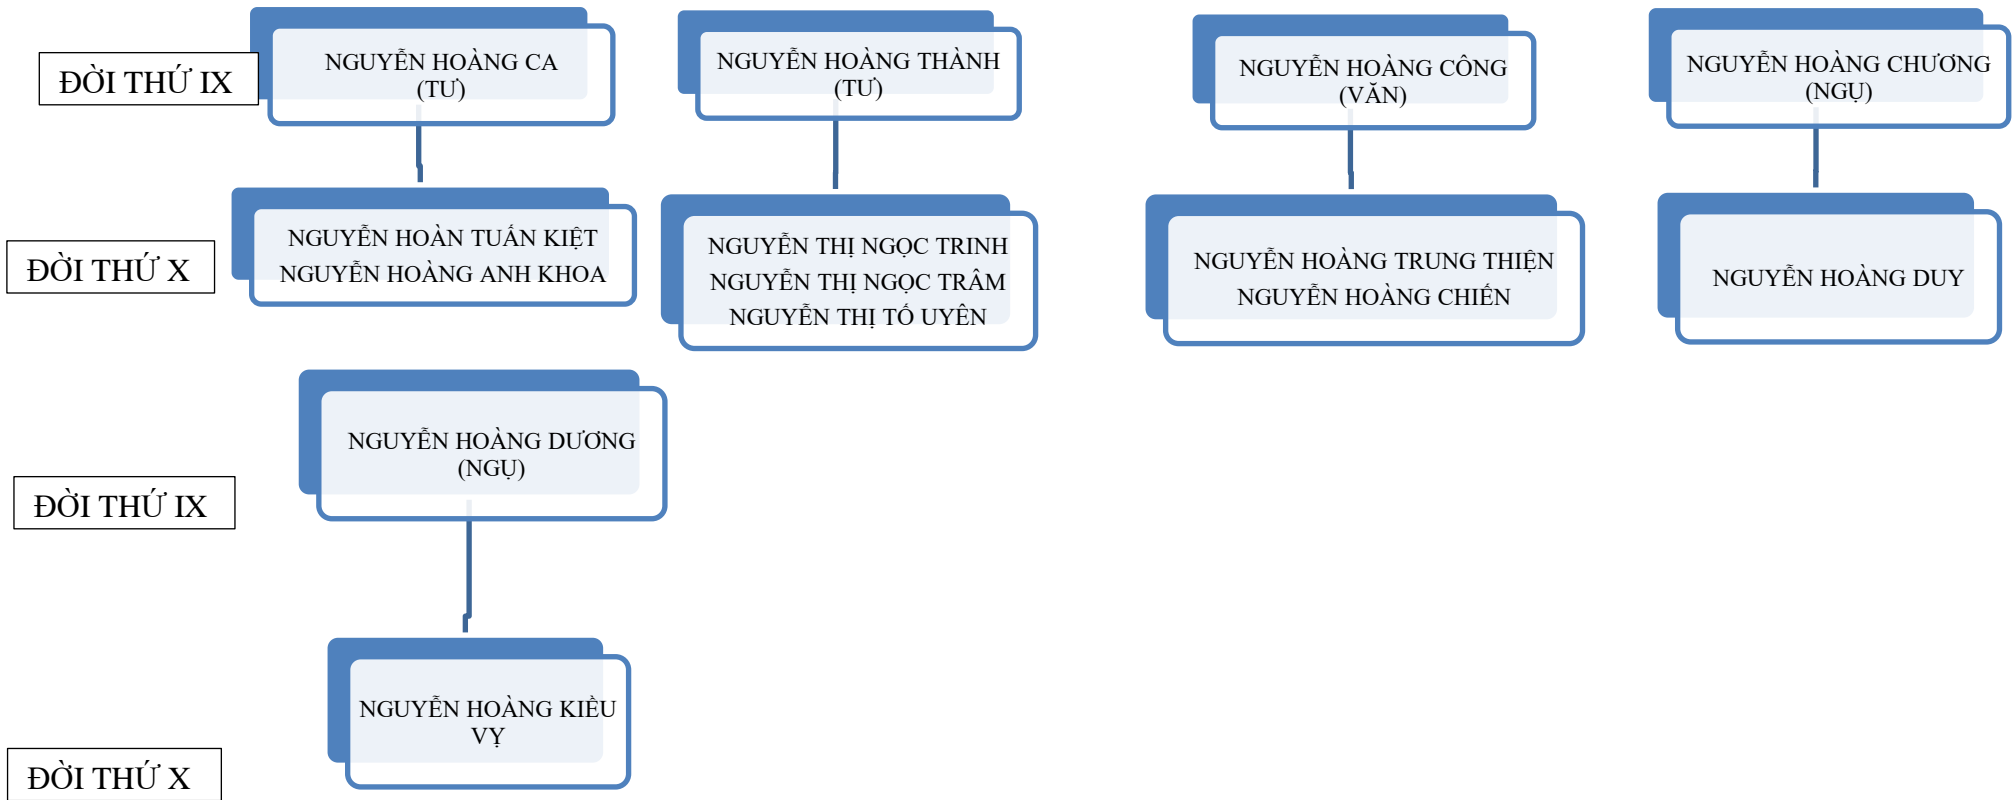 ĐỜI THỨ IX
NGUYỄN HOÀNG CA
(TƯ)
NGUYỄN HOÀNG THÀNH
(TƯ)
NGUYỄN HOÀNG CÔNG
(VĂN)
NGUYỄN HOÀNG CHƯƠNG
(NGỤ)
ĐỜI THỨ X
NGUYỄN HOÀN TUẤN KIỆT
NGUYỄN HOÀNG ANH KHOA
NGUYỄN THỊ NGỌC TRINH
NGUYỄN THỊ NGỌC TRÂM
NGUYỄN THỊ TỐ UYÊN
NGUYỄN HOÀNG TRUNG THIỆN
NGUYỄN HOÀNG CHIẾN
NGUYỄN HOÀNG DUY
ĐỜI THỨ IX
NGUYỄN HOÀNG DƯƠNG
(NGỤ)
NGUYỄN HOÀNG KIỀU
VỴ
ĐỜI THỨ X